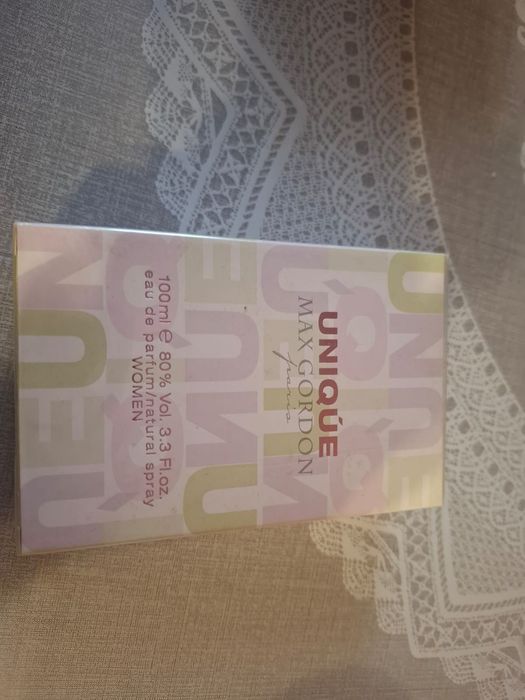 UNIQÚE
MAX GORDON
paris
100ml e 80% Vol. 3.3 Fl.oz.
eau de parfum/natural spray
WOMEN